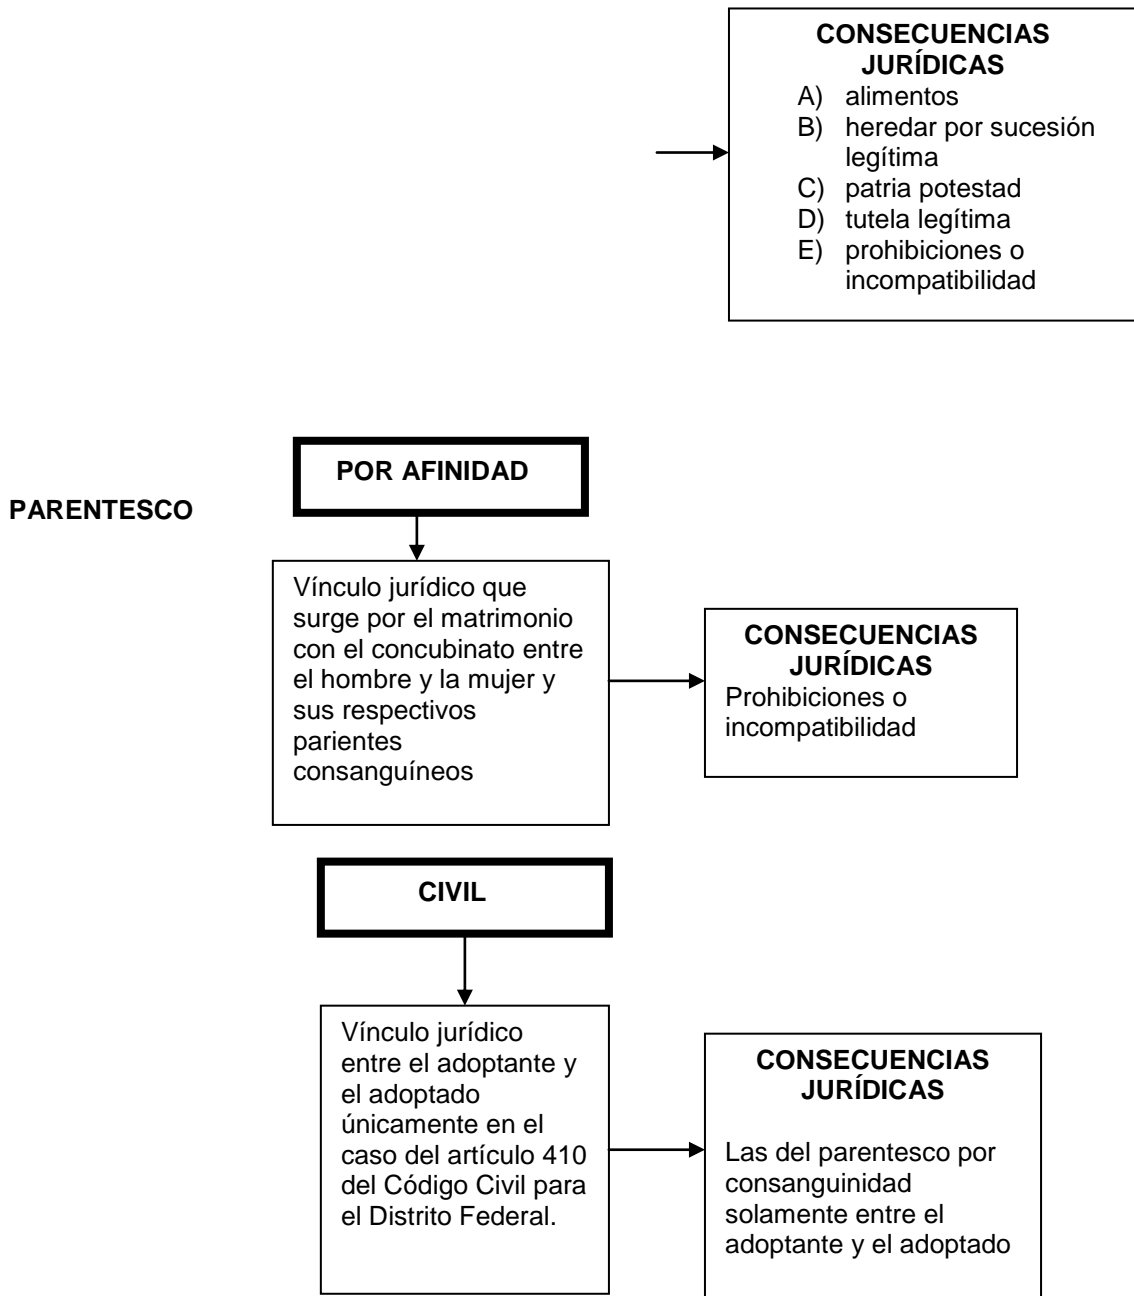 CONSECUENCIAS
JURÍDICAS
A) alimentos
B) heredar por sucesión
legítima
C) patria potestad
D) tutela legítima
E) prohibiciones o
incompatibilidad
PARENTESCO
POR AFINIDAD
Vínculo jurídico que
surge por el matrimonio
con el concubinato entre
el hombre y la mujer y
sus respectivos
parientes
consanguíneos
CONSECUENCIAS
JURÍDICAS
Prohibiciones o
incompatibilidad
CIVIL
Vínculo jurídico
entre el adoptante y
el adoptado
únicamente en el
caso del artículo 410
del Código Civil para
el Distrito Federal.
CONSECUENCIAS
JURÍDICAS
Las del parentesco por
consanguinidad
solamente entre el
adoptante y el adoptado